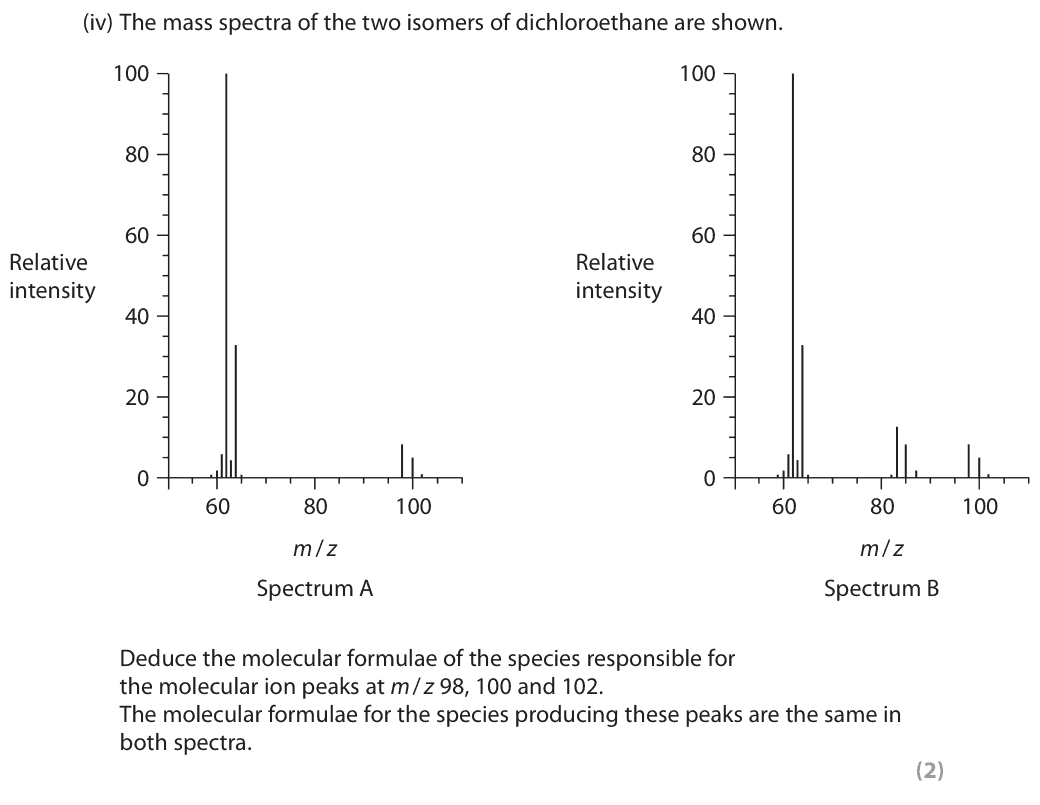 (iv) The mass spectra of the two isomers of dichloroethane are shown.
100
80
60
Relative
intensity
40
20
0
60 80 100
m / z
Spectrum A
100
80
60
Relative
intensity
40
20
0
60 80 100
m / z
Spectrum B
Deduce the molecular formulae of the species responsible for
the molecular ion peaks at m / z 98, 100 and 102.
The molecular formulae for the species producing these peaks are the same in
both spectra.
(2)